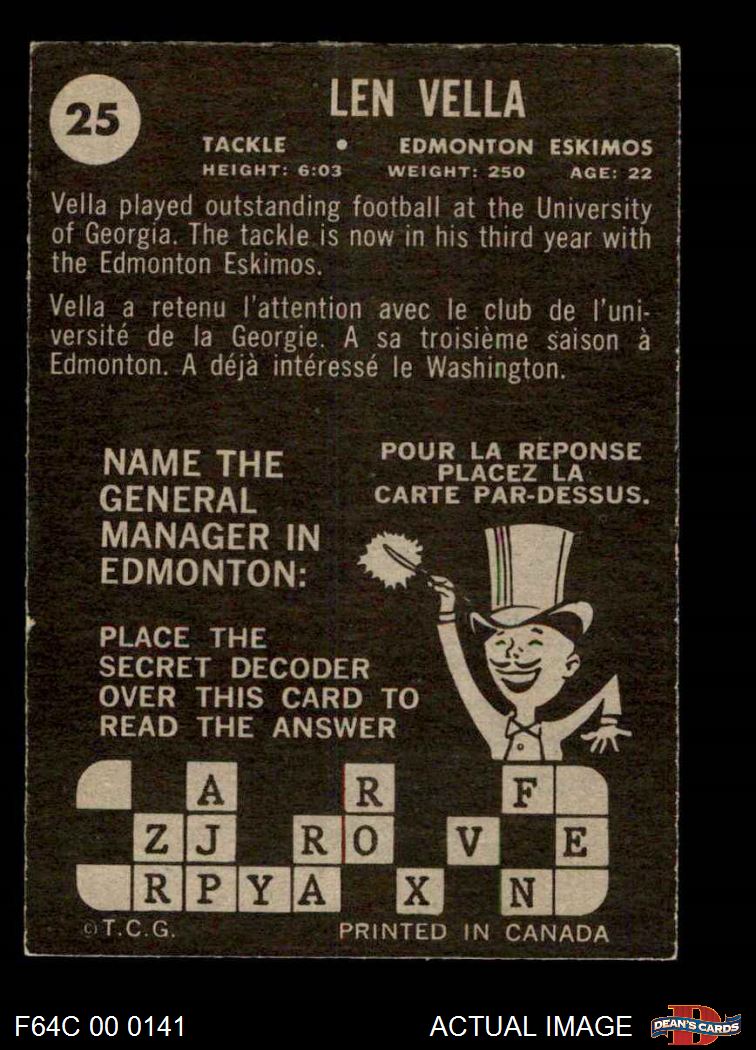 25
LEN VELLA
TACKLE • EDMONTON ESKIMOS
HEIGHT: 6:03 WEIGHT: 250 AGE: 22
Vella played outstanding football at the University
of Georgia. The tackle is now in his third year with
the Edmonton Eskimos.
Vella a retenu l'attention avec le club de l'uni-
versité de la Georgie. A sa troisième saison à
Edmonton. A déjà intéressé le Washington.
NAME THE
GENERAL
MANAGER IN
EDMONTON:
POUR LA REPONSE
PLACEZ LA
CARTE PAR-DESSUS.
PLACE THE
SECRET DECODER
OVER THIS CARD TO
READ THE ANSWER
A R F
Z J R O V E
R P Y A X N
© T.C.G. PRINTED IN CANADA
F64C 00 0141 ACTUAL IMAGE
D
DEAN'S CARDS